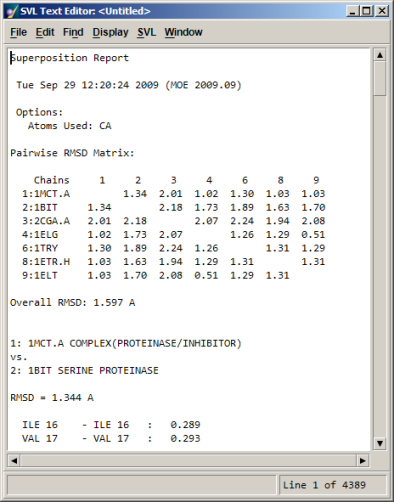 SVL Text Editor: <Untitled>
File Edit Find Display SVL Window
Superposition Report
Tue Sep 29 12:20:24 2009 (MOE 2009.09)
Options:
Atoms Used: CA
Pairwise RMSD Matrix:
Chains 1 2 3 4 6 8 9
1:1MCT.A 1.34 2.01 1.02 1.30 1.03 1.03
2:1BIT 1.34 2.18 1.73 1.89 1.63 1.70
3:2CGA.A 2.01 2.18 2.07 2.24 1.94 2.08
4:1ELG 1.02 1.73 2.07 1.26 1.29 0.51
6:1TRY 1.30 1.89 2.24 1.26 1.31 1.29
8:1ETR.H 1.03 1.63 1.94 1.29 1.31 1.31
9:1ELT 1.03 1.70 2.08 0.51 1.29 1.31
Overall RMSD: 1.597 A
1: 1MCT.A COMPLEX(PROTEINASE/INHIBITOR)
vs.
2: 1BIT SERINE PROTEINASE
RMSD = 1.344 A
ILE 16 - ILE 16 : 0.289
VAL 17 - VAL 17 : 0.293
Line 1 of 4389